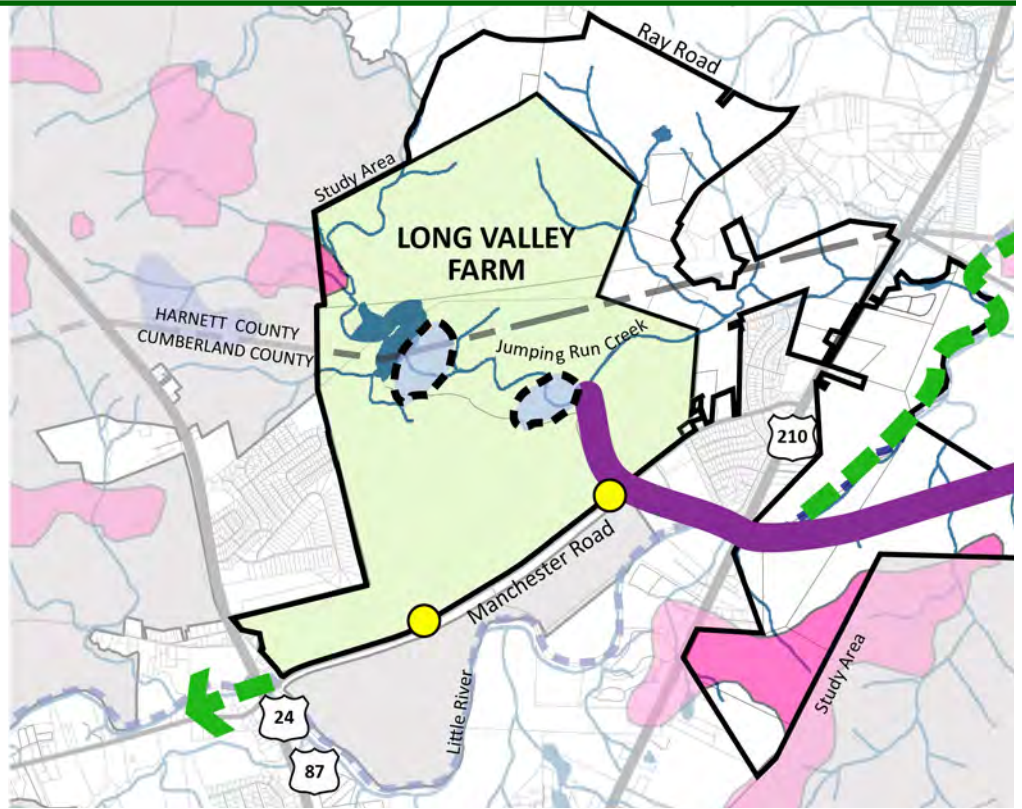 Ray Road
Study Area
LONG VALLEY
FARM
HARNETT COUNTY
CUMBERLAND COUNTY
Jumping Run Creek
210
Manchester Road
Study Area
Little River
24
87